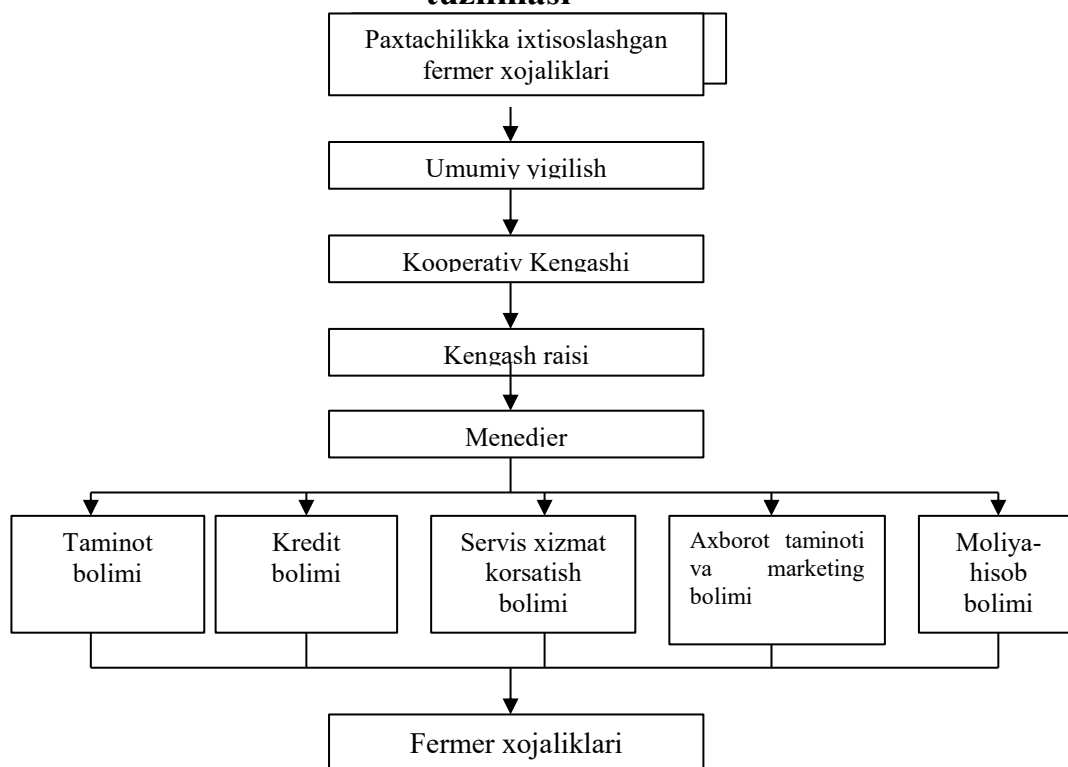 tuzilmasi
Paxtachilikka ixtisoslashgan
fermer xojaliklari
Umumiy yigilish
Kooperativ Kengashi
Kengash raisi
Menedjer
Taminot
bolimi
Kredit
bolimi
Servis xizmat
korsatish
bolimi
Axborot taminoti
va marketing
bolimi
Moliya-
hisob
bolimi
Fermer xojaliklari